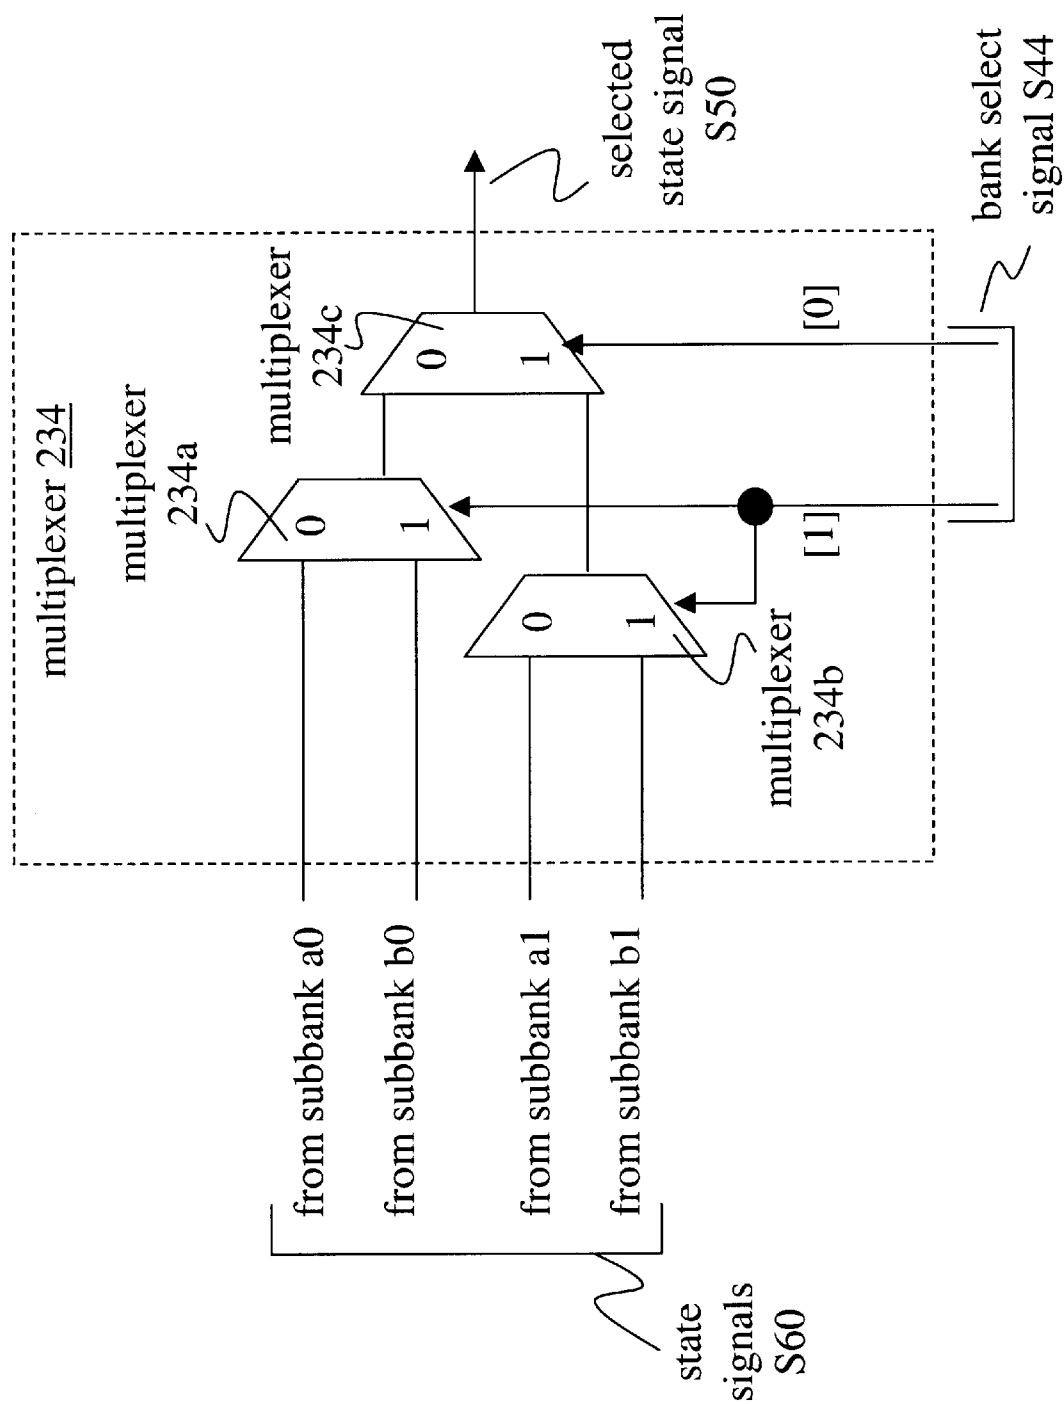 multiplexer 234
multiplexer
234a
multiplexer
234c
0
1
0
1
0
1
multiplexer
234b
[1]
[0]
from subbank a0
from subbank b0
from subbank a1
from subbank b1
state
signals
S60
selected
state signal
S50
bank select
signal S44